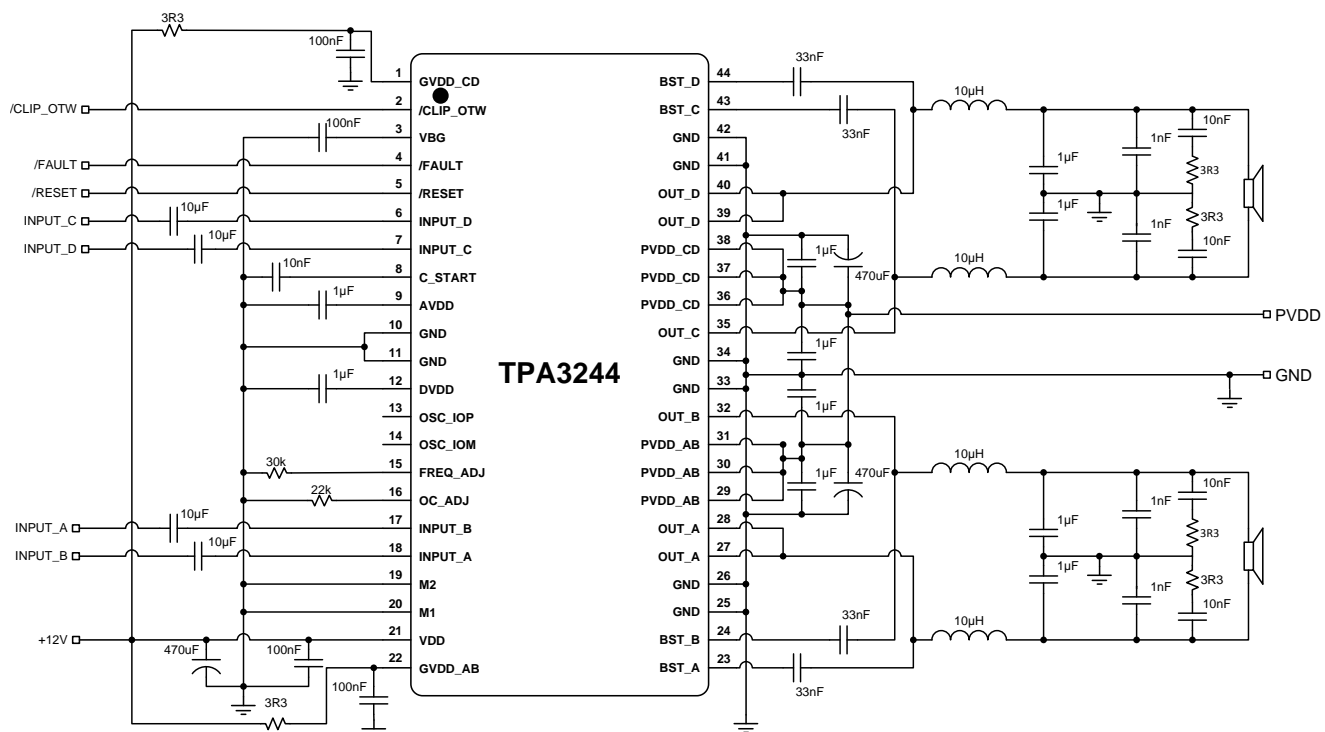 3R3
100nF
33nF
1 GVDD_CD
BST_D 44
10µH
/CLIP_OTW
2 /CLIP_OTW
BST_C 43
33nF
10nF
100nF
3 VBG
GND 42
1nF
/FAULT
4 /FAULT
GND 41
1µF
3R3
/RESET
5 /RESET
OUT_D 40
1µF
INPUT_C
10µF
6 INPUT_D
OUT_D 39
3R3
1nF
INPUT_D
10µF
7 INPUT_C
PVDD_CD 38
1µF
10nF
10nF
8 C_START
PVDD_CD 37
470uF
10µH
1µF
9 AVDD
PVDD_CD 36
PVDD
10 GND
OUT_C 35
1µF
11 GND
GND 34
TPA3244
GND
1µF
12 DVDD
GND 33
1µF
13 OSC_IOP
OUT_B 32
14 OSC_IOM
PVDD_AB 31
10µH
30k
15 FREQ_ADJ
PVDD_AB 30
1µF
470uF
10nF
22k
16 OC_ADJ
PVDD_AB 29
1nF
INPUT_A
10µF
17 INPUT_B
OUT_A 28
1µF
3R3
INPUT_B
10µF
18 INPUT_A
OUT_A 27
1µF
19 M2
GND 26
3R3
1nF
20 M1
GND 25
10nF
33nF
10µH
+12V
21 VDD
BST_B 24
470uF
100nF
22 GVDD_AB
BST_A 23
100nF
33nF
3R3